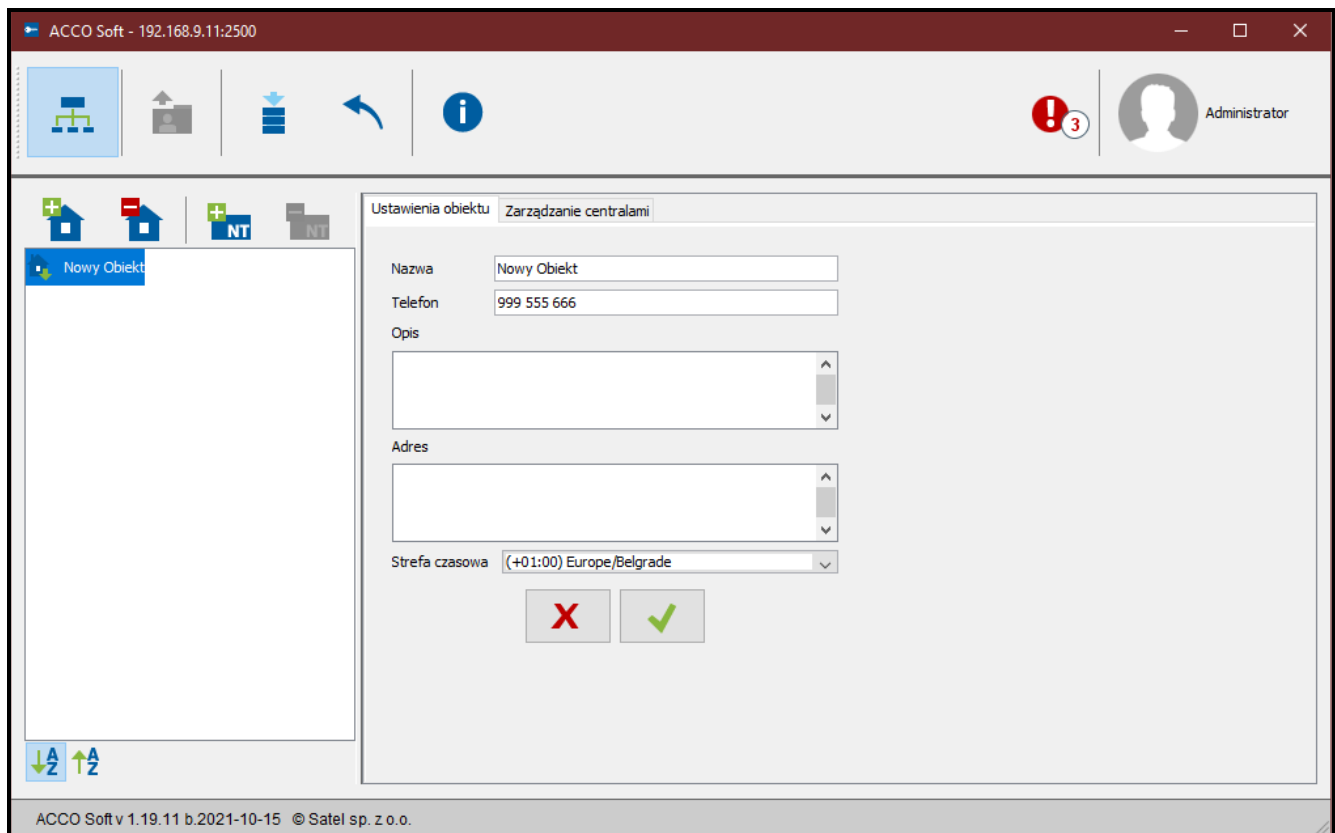 ACCO Soft - 192.168.9.11:2500
3
Administrator
NT
NT
Nowy Obiekt
A
Z
A
Z
Ustawienia obiektu
Zarządzanie centralami
Nazwa
Nowy Obiekt
Telefon
999 555 666
Opis
Adres
Strefa czasowa
(+01:00) Europe/Belgrade
ACCO Soft v 1.19.11 b.2021-10-15 © Satel sp. z o.o.